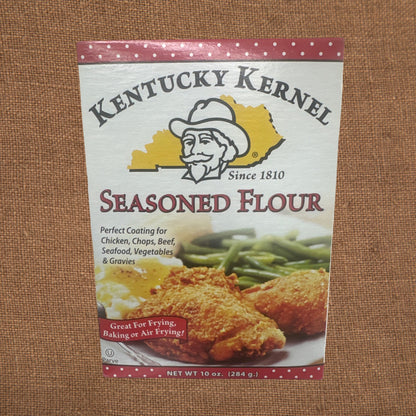 KENTUCKY KERNEL
®
Since 1810
SEASONED FLOUR
Perfect Coating for
Chicken, Chops, Beef,
Seafood, Vegetables
& Gravies
Great For Frying,
Baking or Air Frying!
U
Parve
NET WT 10 oz. (284 g.)